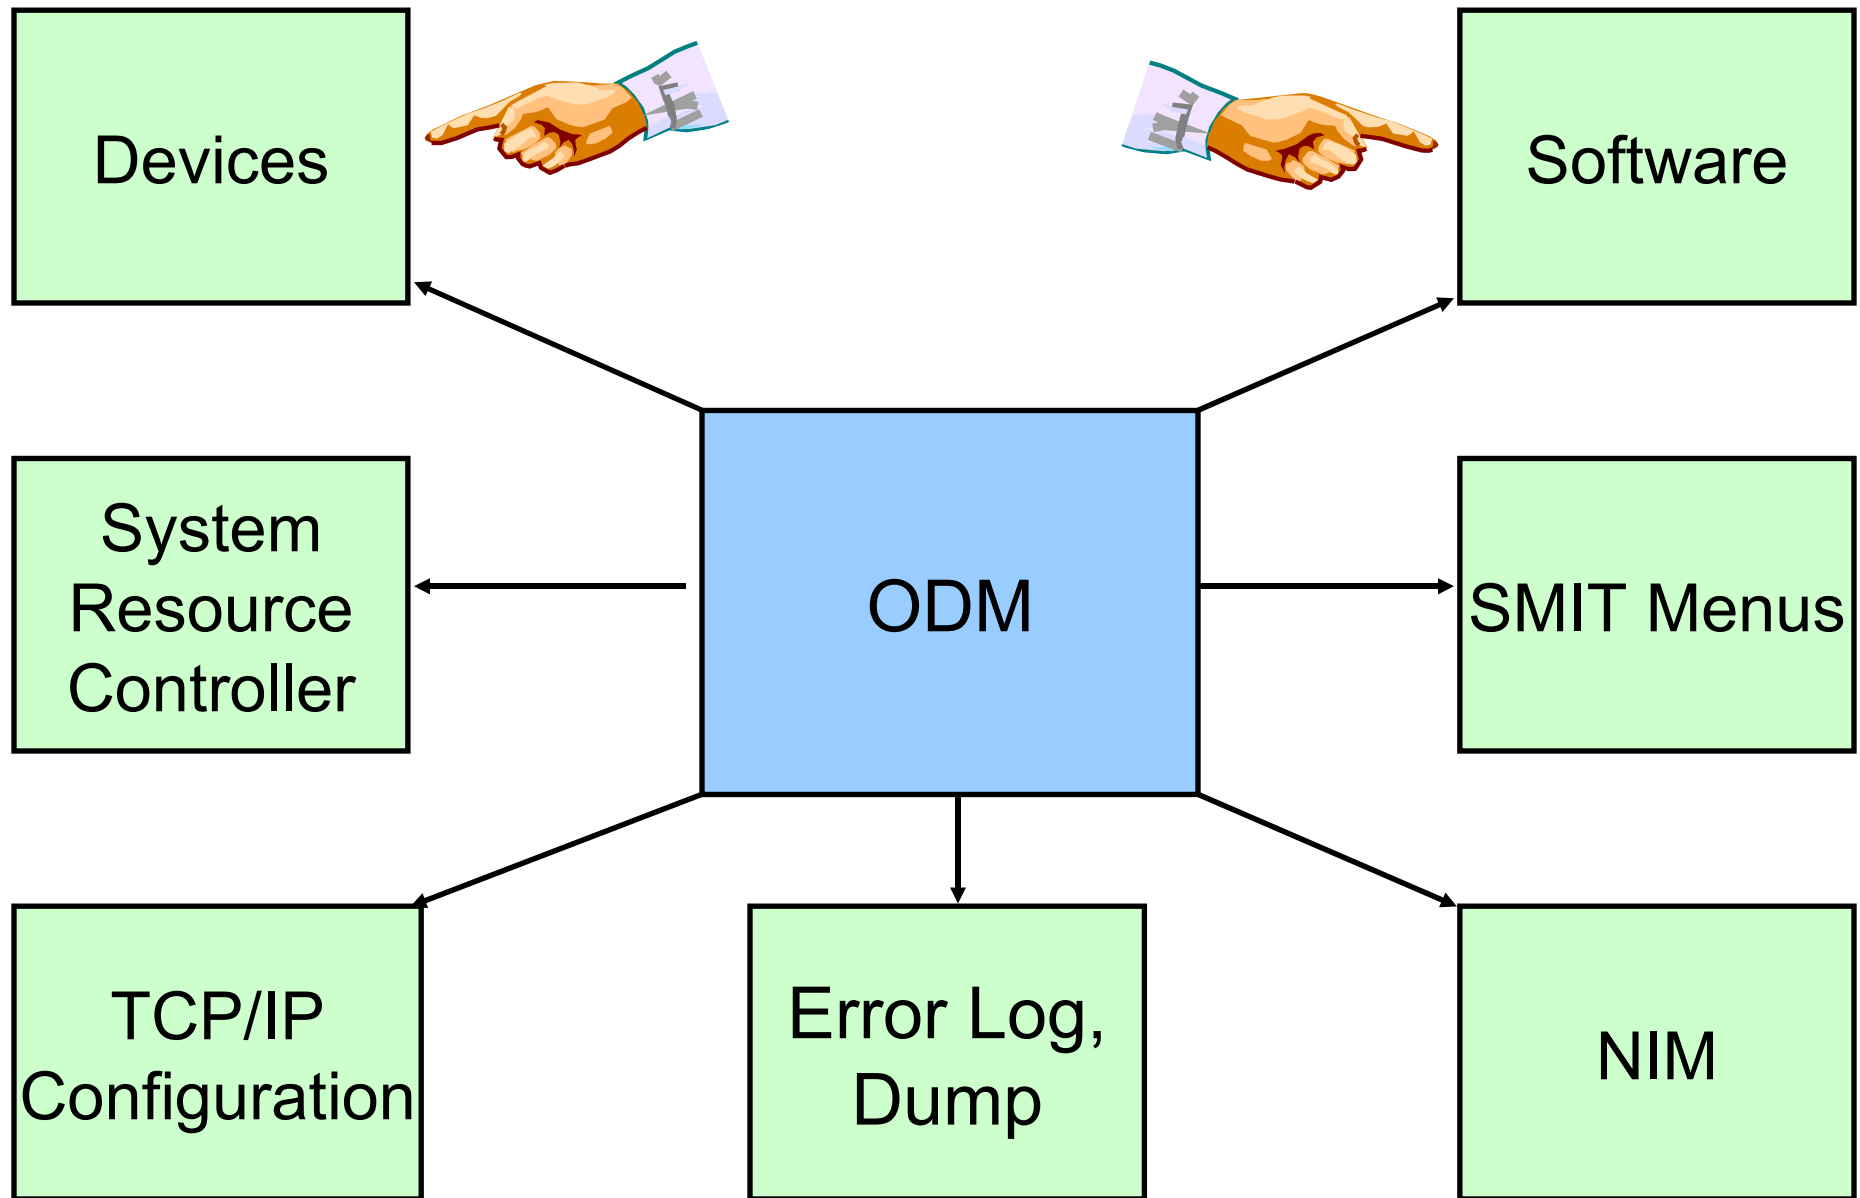 Devices
Software
System
Resource
Controller
ODM
SMIT Menus
TCP/IP
Configuration
Error Log,
Dump
NIM